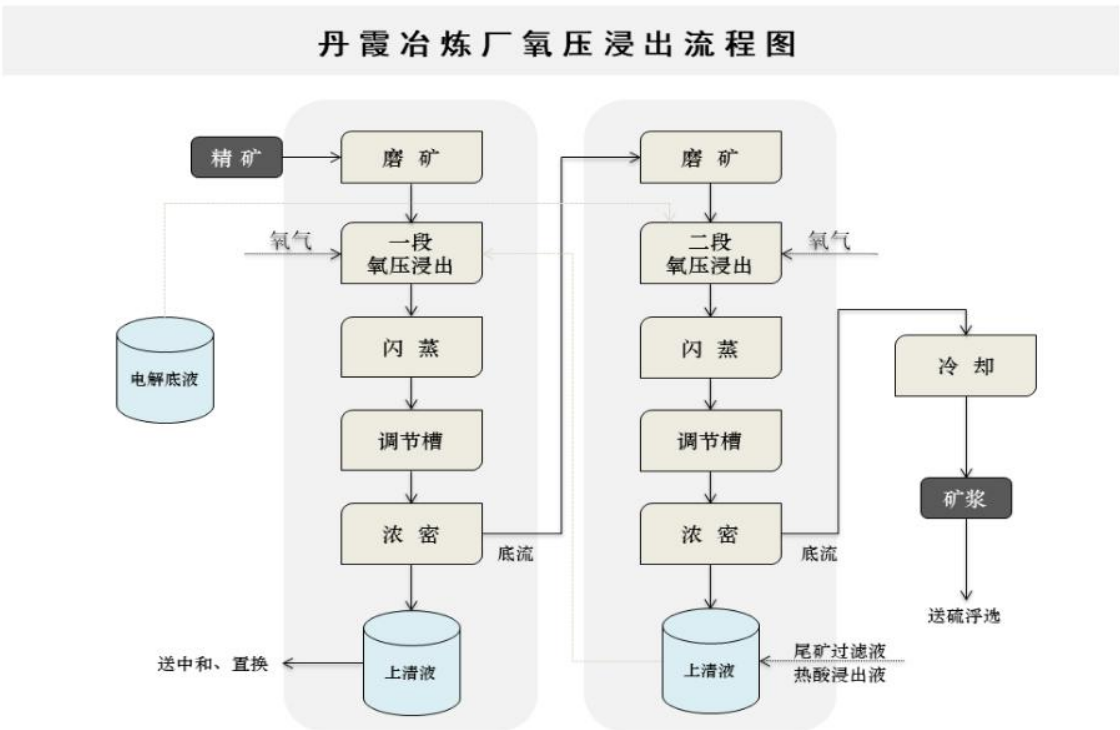 丹霞冶炼厂氧压浸出流程图
精矿
磨矿
磨矿
氧气
一段
氧压浸出
二段
氧压浸出
氧气
电解底液
闪蒸
闪蒸
冷却
调节槽
调节槽
矿浆
浓密
底流
浓密
底流
送硫浮选
送中和、置换
上清液
上清液
尾矿过滤液
热酸浸出液